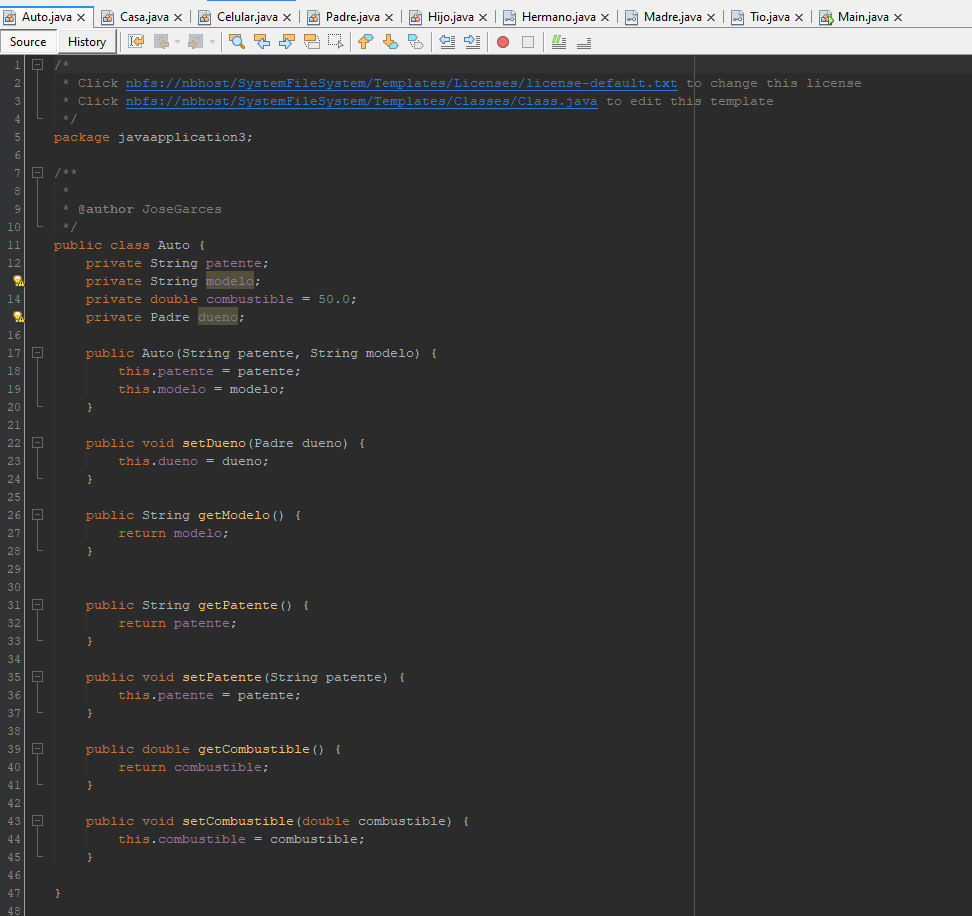 Auto.java Casa.java Celular.java Padre.java Hijo.java Hermano.java Madre.java Tio.java Main.java
Source History
1 /*
2 * Click nbfs://nbhost/SystemFileSystem/Templates/Licenses/license-default.txt to change this license
3 * Click nbfs://nbhost/SystemFileSystem/Templates/Classes/Class.java to edit this template
4 */
5 package javaapplication3;
6
7 /**
8 *
9 * @author JoseGarces
10 */
11 public class Auto {
12 private String patente;
private String modelo;
14 private double combustible = 50.0;
private Padre dueno;
16
17 public Auto(String patente, String modelo) {
18 this.patente = patente;
19 this.modelo = modelo;
20 }
21
22 public void setDueno(Padre dueno) {
23 this.dueno = dueno;
24 }
25
26 public String getModelo() {
27 return modelo;
28 }
29
30
31 public String getPatente() {
32 return patente;
33 }
34
35 public void setPatente(String patente) {
36 this.patente = patente;
37 }
38
39 public double getCombustible() {
40 return combustible;
41 }
42
43 public void setCombustible(double combustible) {
44 this.combustible = combustible;
45 }
46
47 }
48